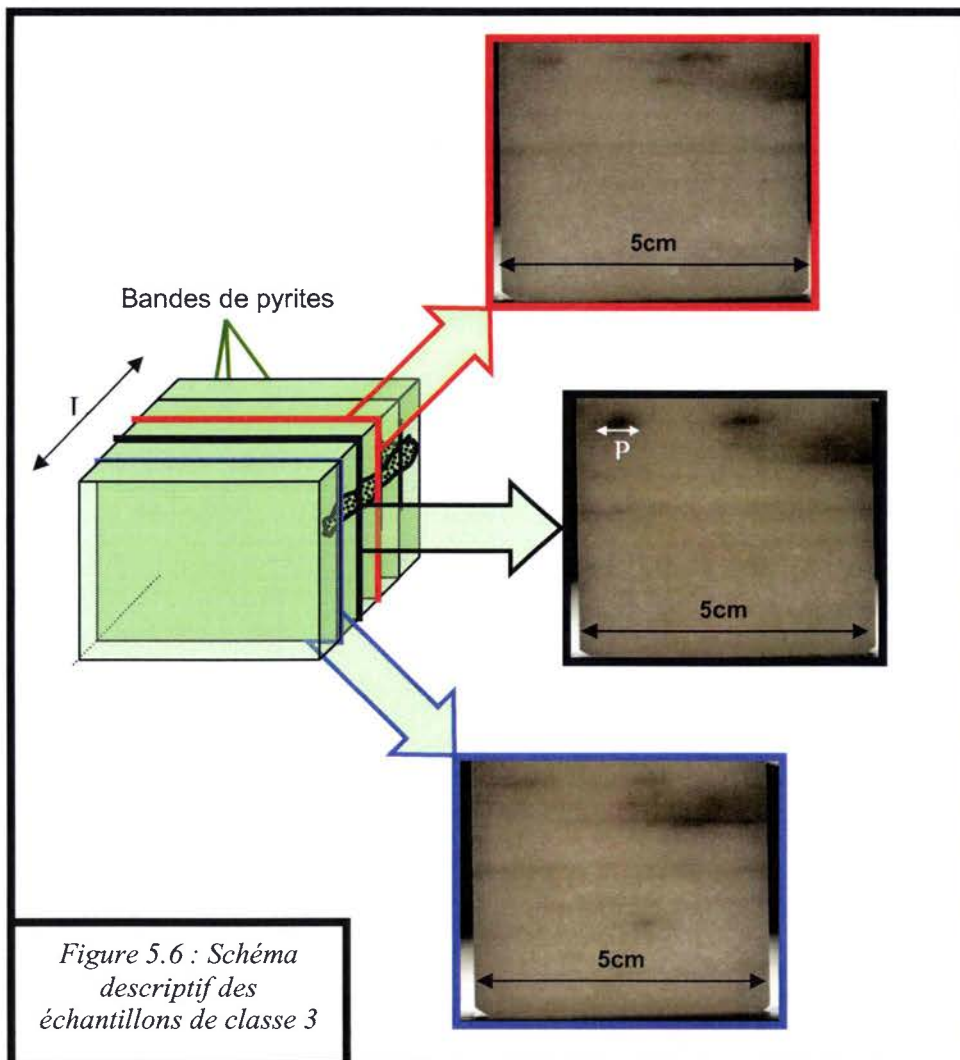 5cm
Bandes de pyrites
L
P
5cm
5cm
Figure 5.6 : Schéma
descriptif des
échantillons de classe 3